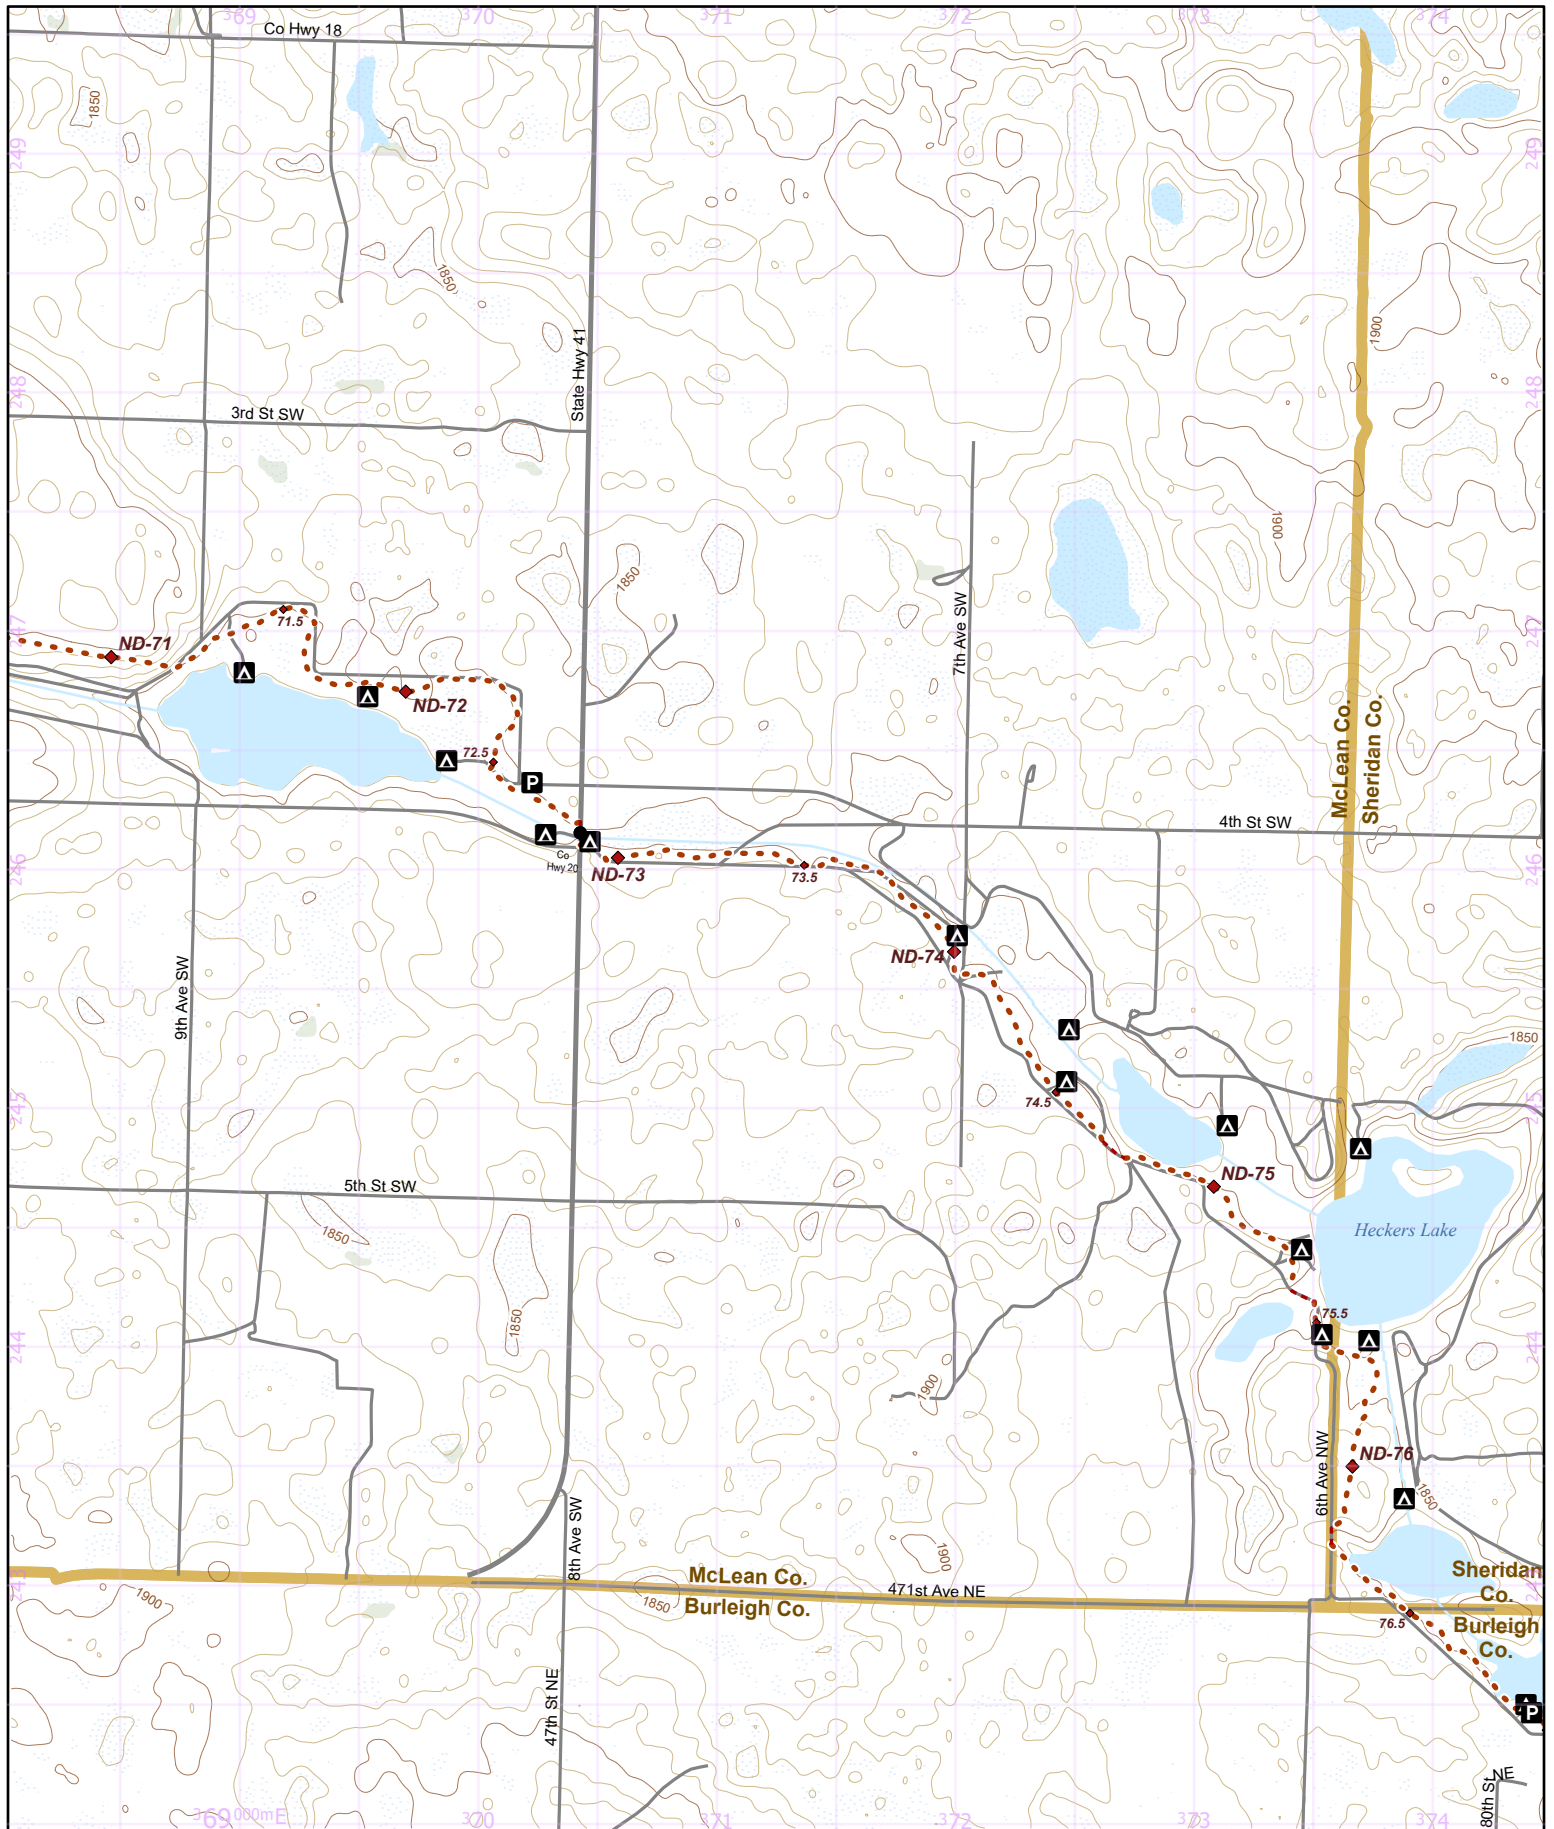 369
370
371
372
373
374
Co Hwy 18
1850
249
249
1850
1900
State Hwy 41
248
248
3rd St SW
1900
1850
7th Ave SW
71.5
247
247
ND-71
ND-72
McLean Co.
Sheridan Co.
72.5
P
4th St SW
Co
Hwy 20
246
246
ND-73
73.5
ND-74
9th Ave SW
1850
74.5
245
245
ND-75
5th St SW
1850
Heckers Lake
1850
75.5
244
244
1900
6th Ave NW
ND-76
1850
8th Ave SW
1900
243
McLean Co.
471st Ave NE
Sheridan
Co.
1900
1850
Burleigh Co.
76.5
Burleigh
Co.
47th St NE
P
80th St NE
369000mE
370
371
372
373
374